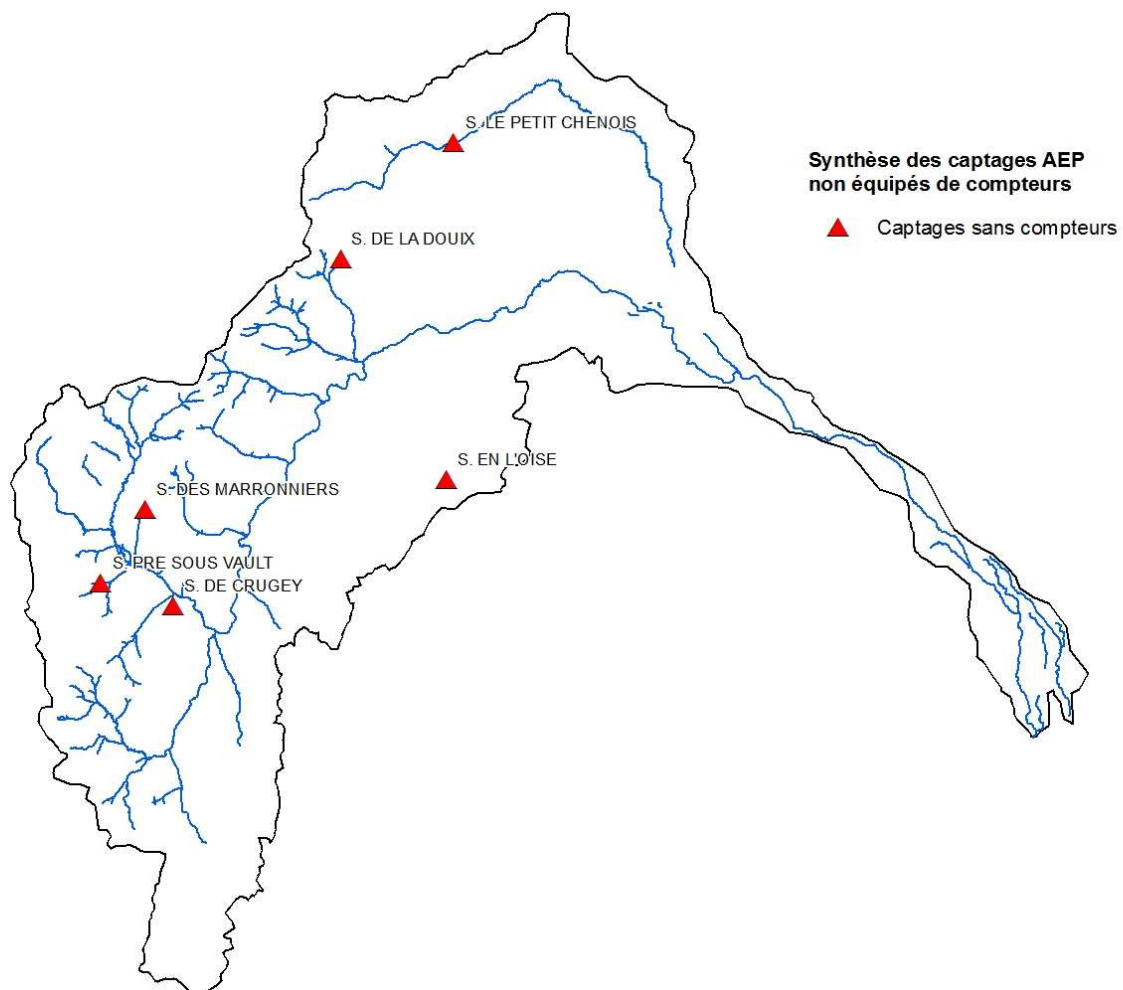 S. LE PETIT CHENOIS
Synthèse des captages AEP
non équipés de compteurs
Captages sans compteurs
S. DE LA DOUIX
S. EN L'OISE
S. DES MARRONNIERS
S. PRE SOUS VAULT
S. DE CRUGEY